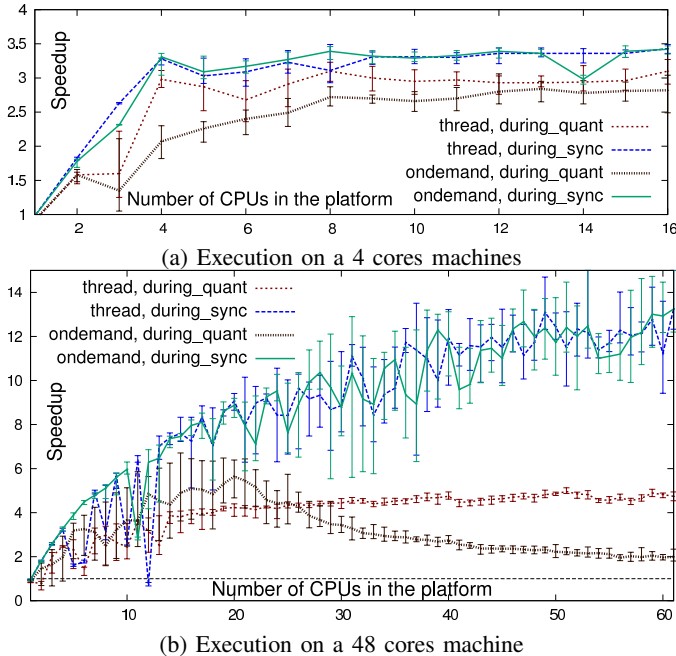 4
3.5
3
2.5
2
1.5
1
Speedup
thread, during_quant
thread, during_sync
ondemand, during_quant
ondemand, during_sync
Number of CPUs in the platform
2 4 6 8 10 12 14 16
(a) Execution on a 4 cores machines
14
12
10
8
6
4
2
0
Speedup
thread, during_quant
thread, during_sync
ondemand, during_quant
ondemand, during_sync
Number of CPUs in the platform
10 20 30 40 50 60
(b) Execution on a 48 cores machine